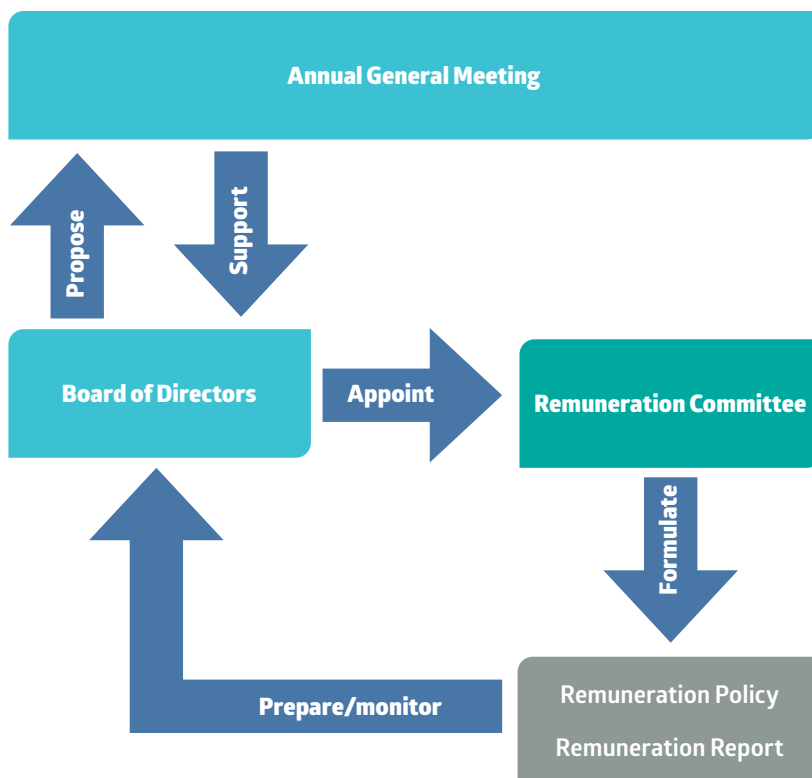 Annual General Meeting
Propose
Support
Board of Directors
Appoint
Remuneration Committee
Formulate
Prepare/monitor
Remuneration Policy
Remuneration Report